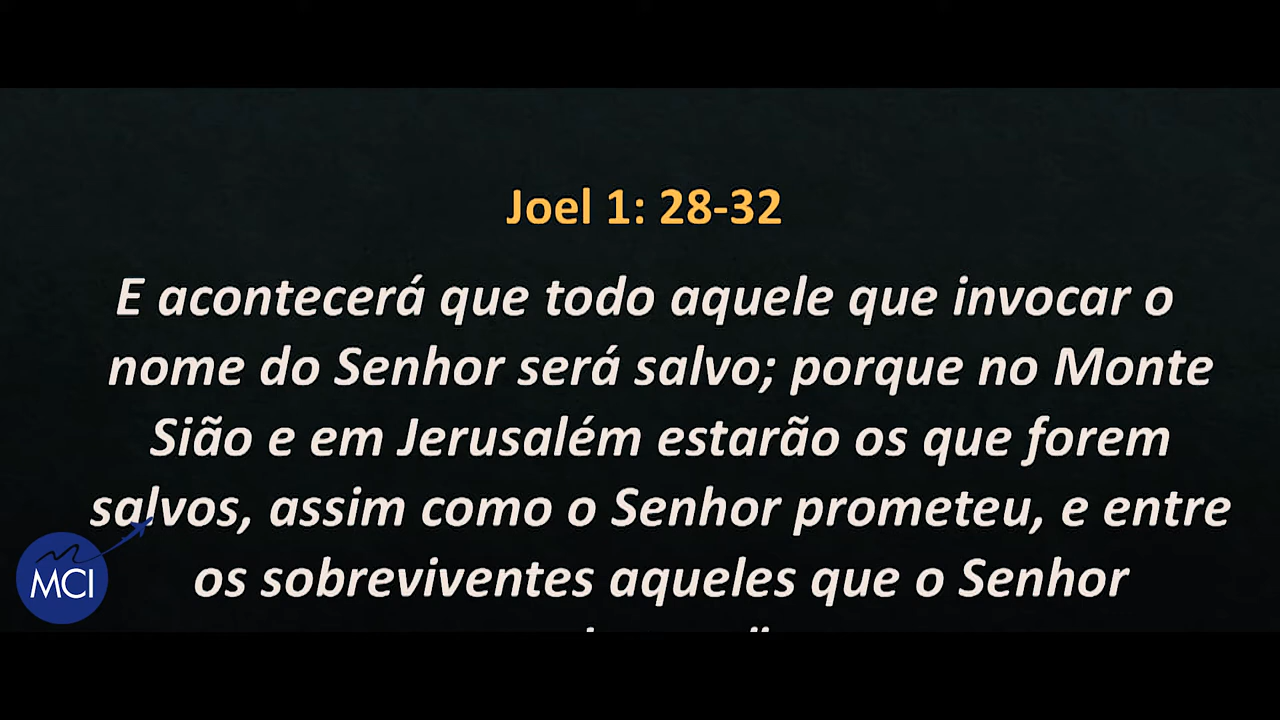 Joel 1: 28-32
E acontecerá que todo aquele que invocar o
nome do Senhor será salvo; porque no Monte
Sião e em Jerusalém estarão os que forem
salvos, assim como o Senhor prometeu, e entre
os sobreviventes aqueles que o Senhor
MCI